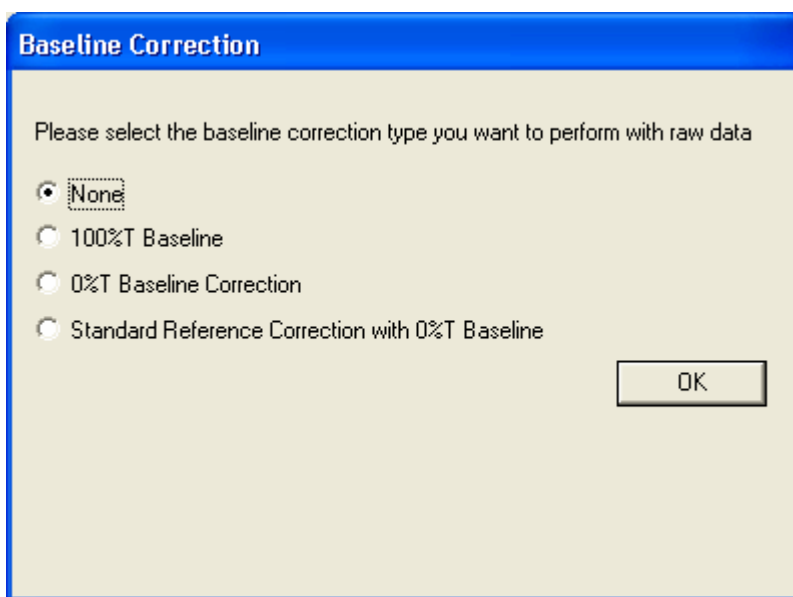 Baseline Correction
Please select the baseline correction type you want to perform with raw data
None
100%T Baseline
0%T Baseline Correction
Standard Reference Correction with 0%T Baseline
OK